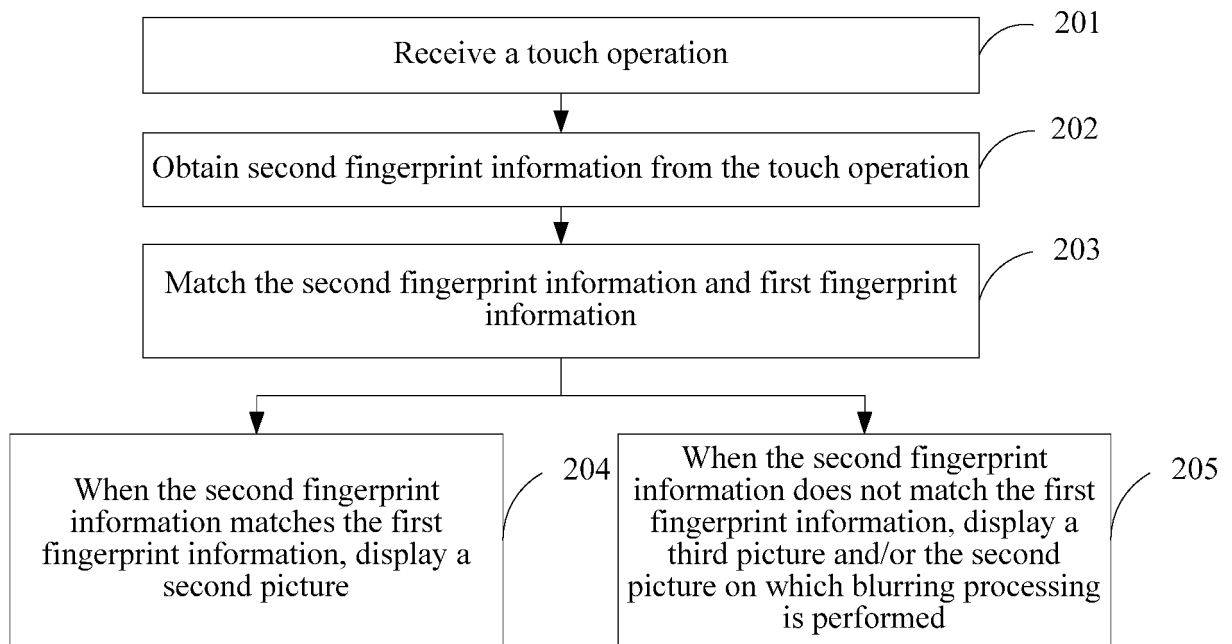 201
Receive a touch operation
202
Obtain second fingerprint information from the touch operation
203
Match the second fingerprint information and first fingerprint
information
204
When the second fingerprint
information matches the first
fingerprint information, display a
second picture
205
When the second fingerprint
information does not match the first
fingerprint information, display a
third picture and/or the second
picture on which blurring processing
is performed